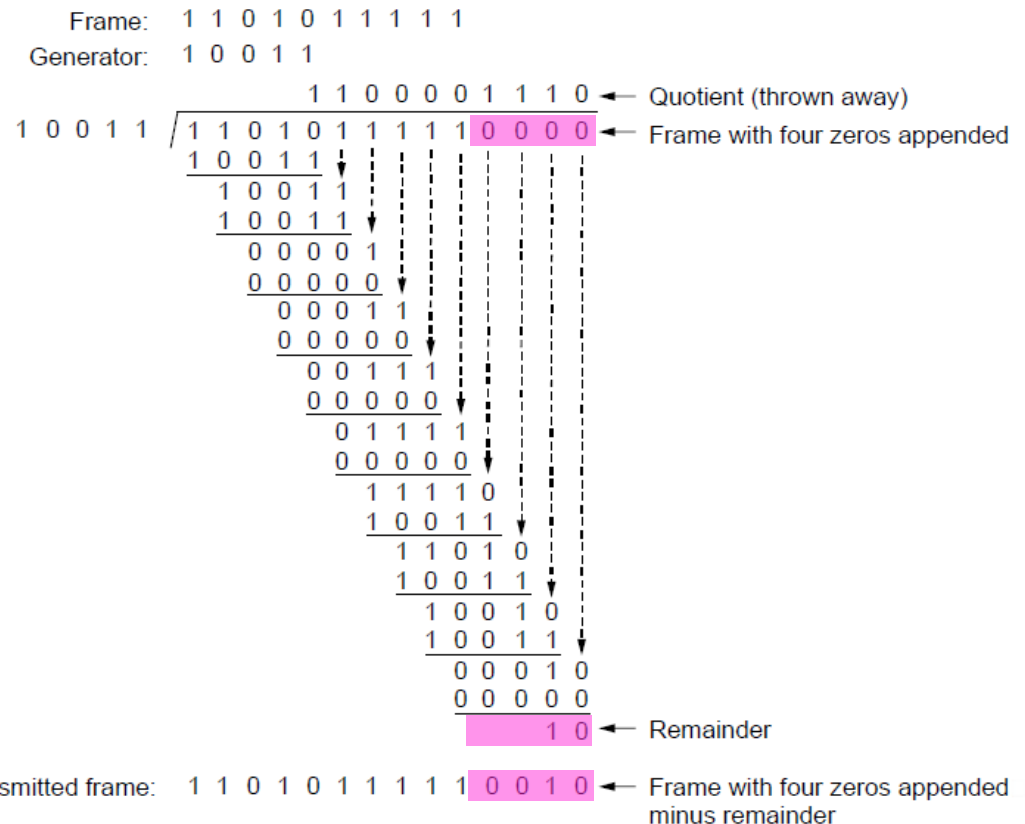 Frame: 1 1 0 1 0 1 1 1 1 1
Generator: 1 0 0 1 1
1 1 0 0 0 0 1 1 1 0 Quotient (thrown away)
1 0 0 1 1 1 1 0 1 0 1 1 1 1 1 0 0 0 0 Frame with four zeros appended
1 0 0 1 1
1 0 0 1 1
1 0 0 1 1
0 0 0 0 1
0 0 0 0 0
0 0 0 1 1
0 0 0 0 0
0 0 1 1 1
0 0 0 0 0
0 1 1 1 1
0 0 0 0 0
1 1 1 1 0
1 0 0 1 1
1 1 0 1 0
1 0 0 1 1
1 0 0 1 0
1 0 0 1 1
0 0 0 1 0
0 0 0 0 0
1 0 Remainder
smitted frame: 1 1 0 1 0 1 1 1 1 1 0 0 1 0 Frame with four zeros appended
minus remainder